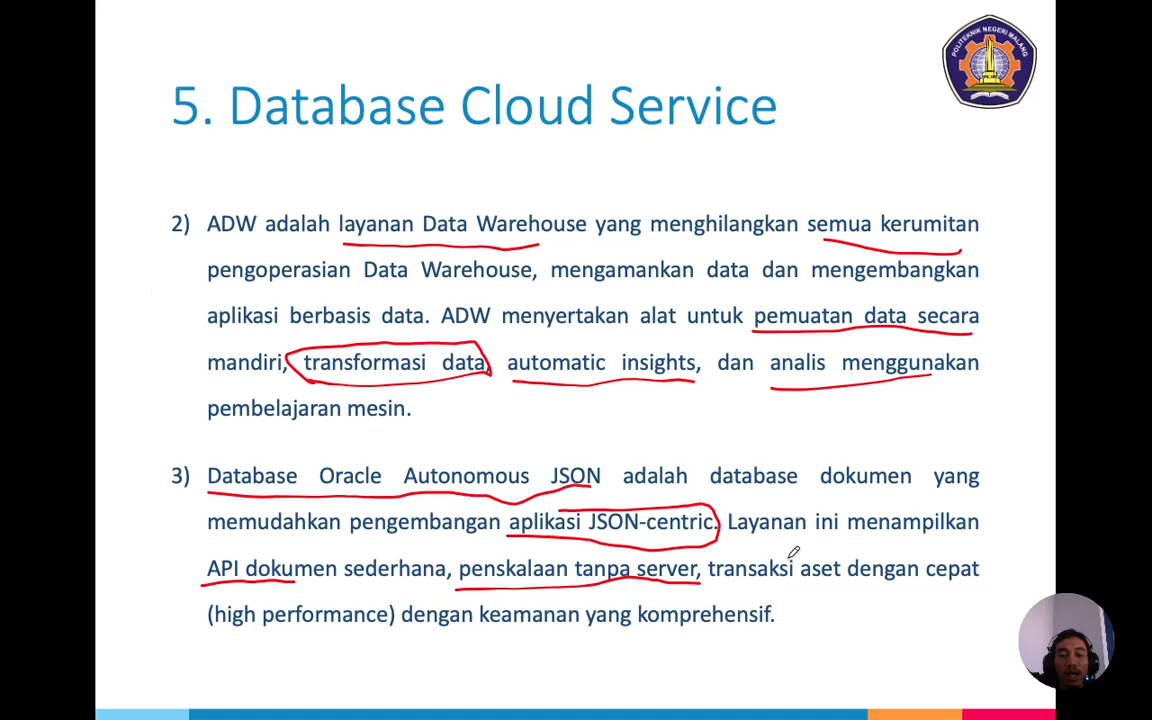 POLITEKNIK NEGERI MALANG
5. Database Cloud Service
2) ADW adalah layanan Data Warehouse yang menghilangkan semua kerumitan
pengoperasian Data Warehouse, mengamankan data dan mengembangkan
aplikasi berbasis data. ADW menyertakan alat untuk pemuatan data secara
mandiri, transformasi data, automatic insights, dan analis menggunakan
pembelajaran mesin.
3) Database Oracle Autonomous JSON adalah database dokumen yang
memudahkan pengembangan aplikasi JSON-centric. Layanan ini menampilkan
API dokumen sederhana, penskalaan tanpa server, transaksi aset dengan cepat
(high performance) dengan keamanan yang komprehensif.